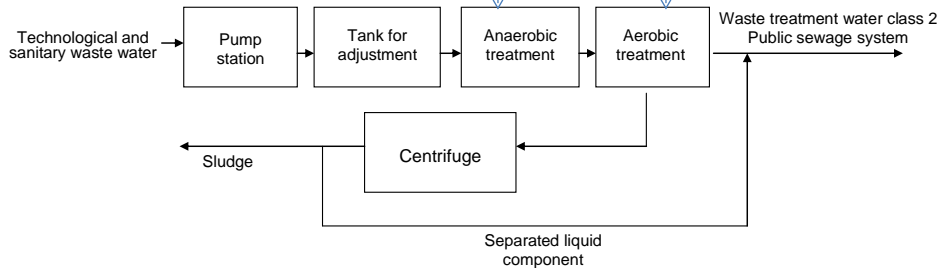 Technological and
sanitary waste water
Pump
station
Tank for
adjustment
Anaerobic
treatment
Aerobic
treatment
Waste treatment water class 2
Public sewage system
Centrifuge
Sludge
Separated liquid
component